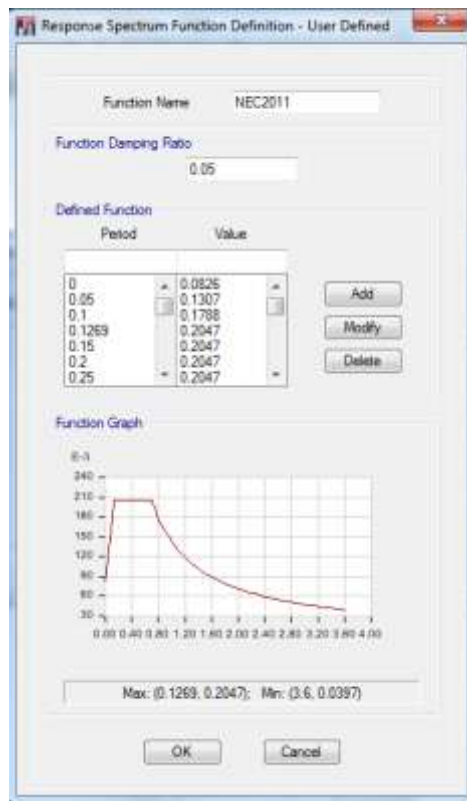 Response Spectrum Function Definition - User Defined
Function Name NEC2011
Function Damping Ratio
0.05
Defined Function
Period Value
0 0.0826
0.05 0.1307
0.1 0.1788
0.1269 0.2047
0.15 0.2047
0.2 0.2047
0.25 0.2047
Add
Modify
Delete
Function Graph
E-3
240
210
180
150
120
90
60
30
0.00 0.40 0.80 1.20 1.60 2.00 2.40 2.80 3.20 3.60 4.00
Max: (0.1269, 0.2047); Min: (3.6, 0.0397)
OK Cancel